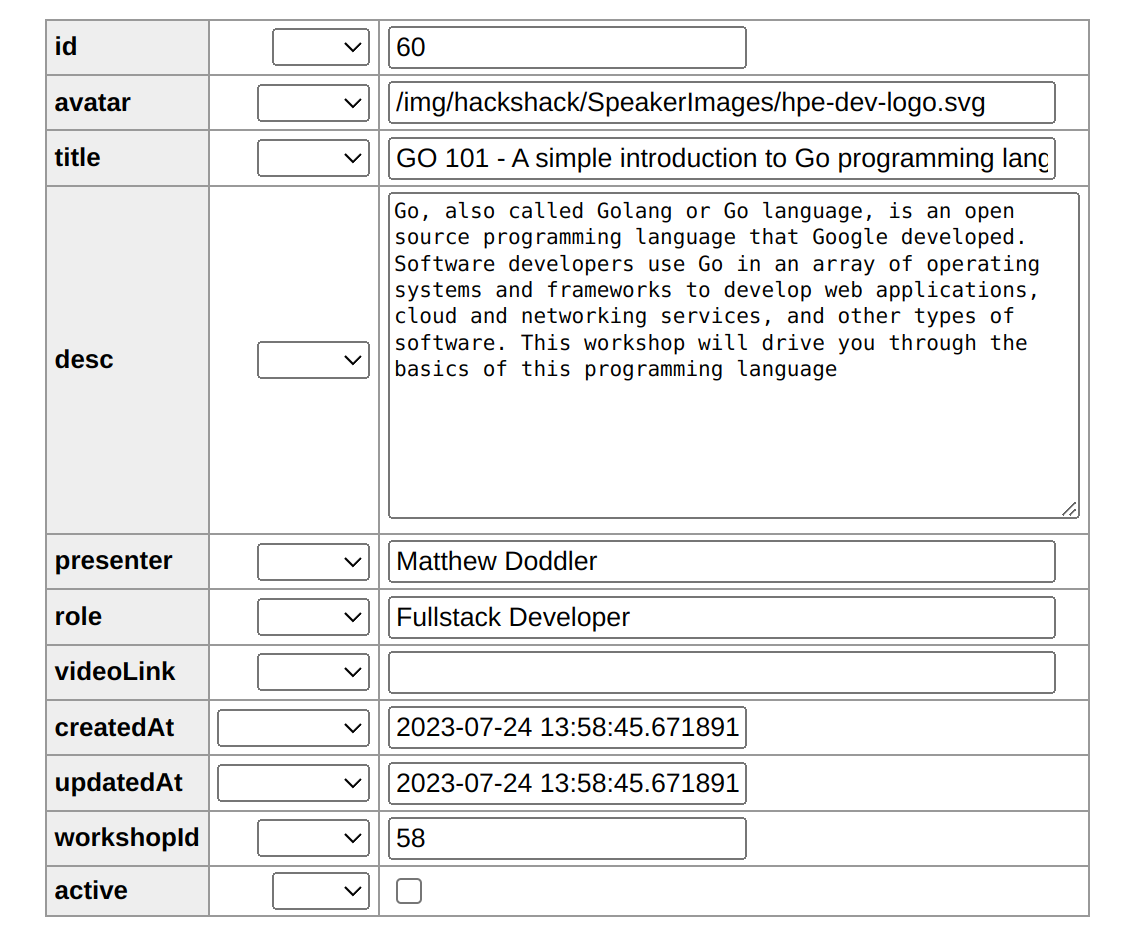 id 60
avatar /img/hackshack/SpeakerImages/hpe-dev-logo.svg
title GO 101 - A simple introduction to Go programming lang
desc
Go, also called Golang or Go language, is an open
source programming language that Google developed.
Software developers use Go in an array of operating
systems and frameworks to develop web applications,
cloud and networking services, and other types of
software. This workshop will drive you through the
basics of this programming language
presenter Matthew Doddler
role Fullstack Developer
videoLink
createdAt 2023-07-24 13:58:45.671891
updatedAt 2023-07-24 13:58:45.671891
workshopId 58
active